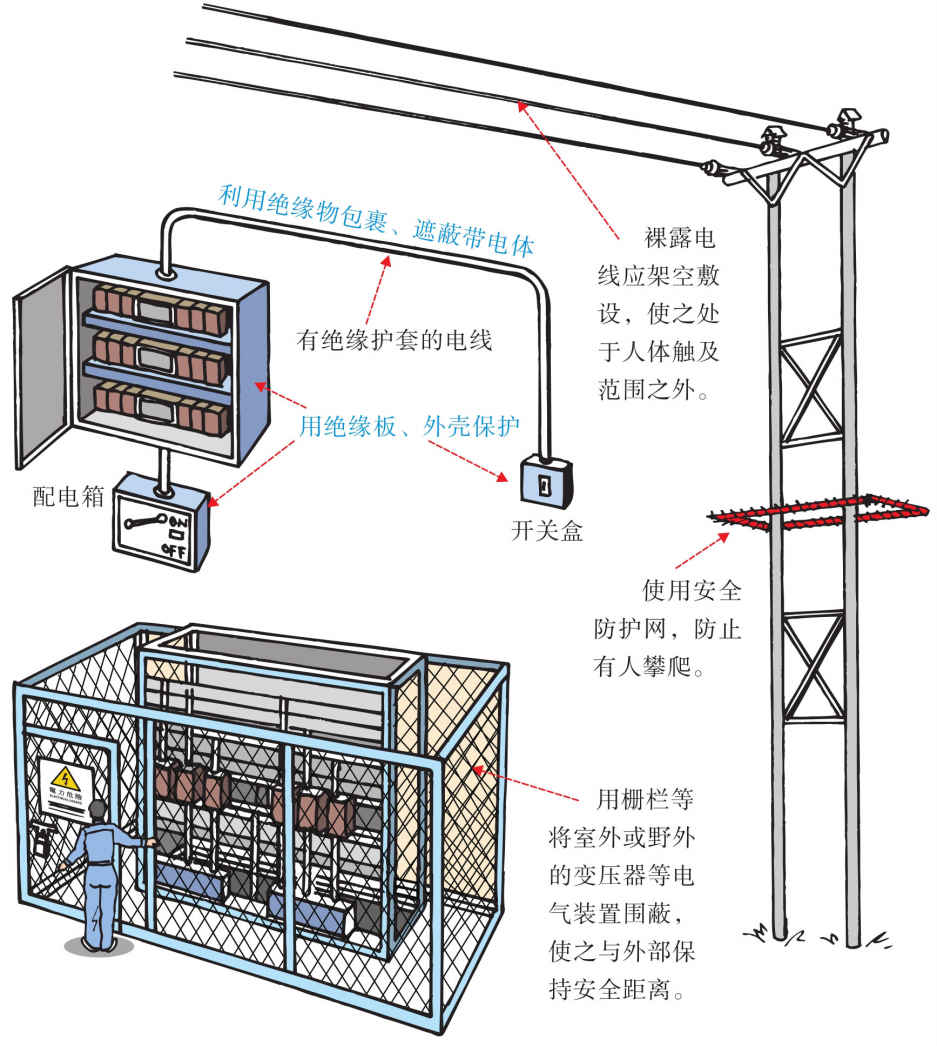 利用绝缘物包裹、遮蔽带电体
裸露电
线应架空敷
设，使之处
于人体触及
范围之外。
有绝缘护套的电线
用绝缘板、外壳保护
配电箱
ON
OFF
开关盒
使用安全
防护网，防止
有人攀爬。
電力危險
用栅栏等
将室外或野外
的变压器等电
气装置围蔽，
使之与外部保
持安全距离。